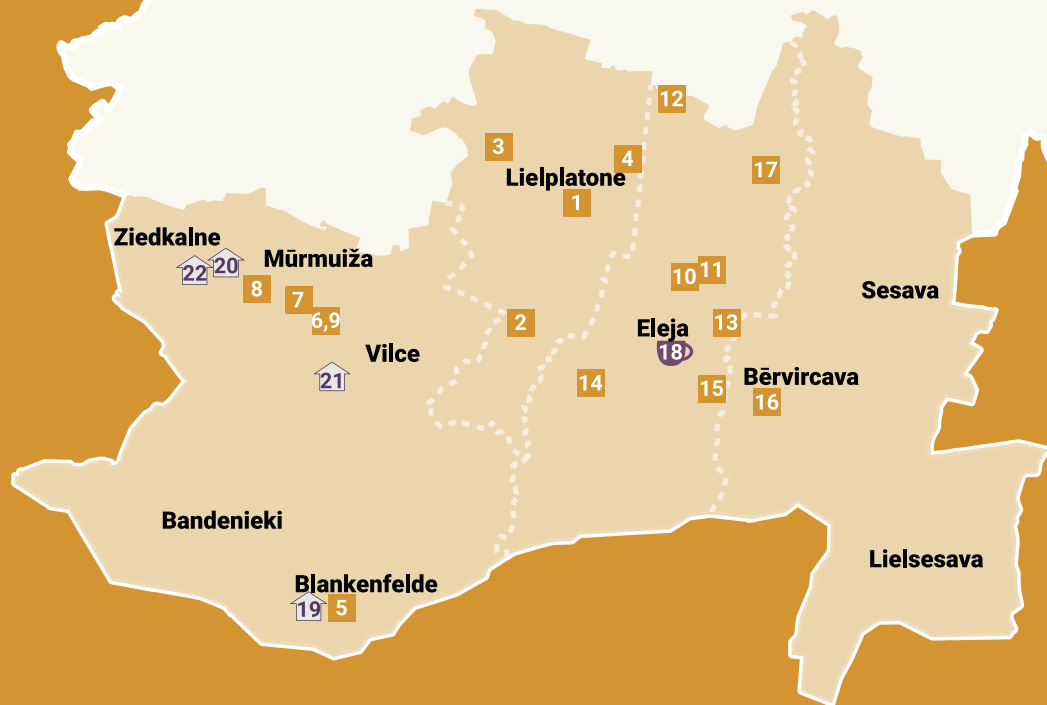 12
3
4
17
Lielplatone
1
Ziedkalne
Mūrmuiža
22
20
10
11
8
7
Sesava
6,9
2
13
Eleja
Vilce
18
21
14
15
Bērvircava
16
Bandenieki
Lielsesava
Blankenfelde
19
5